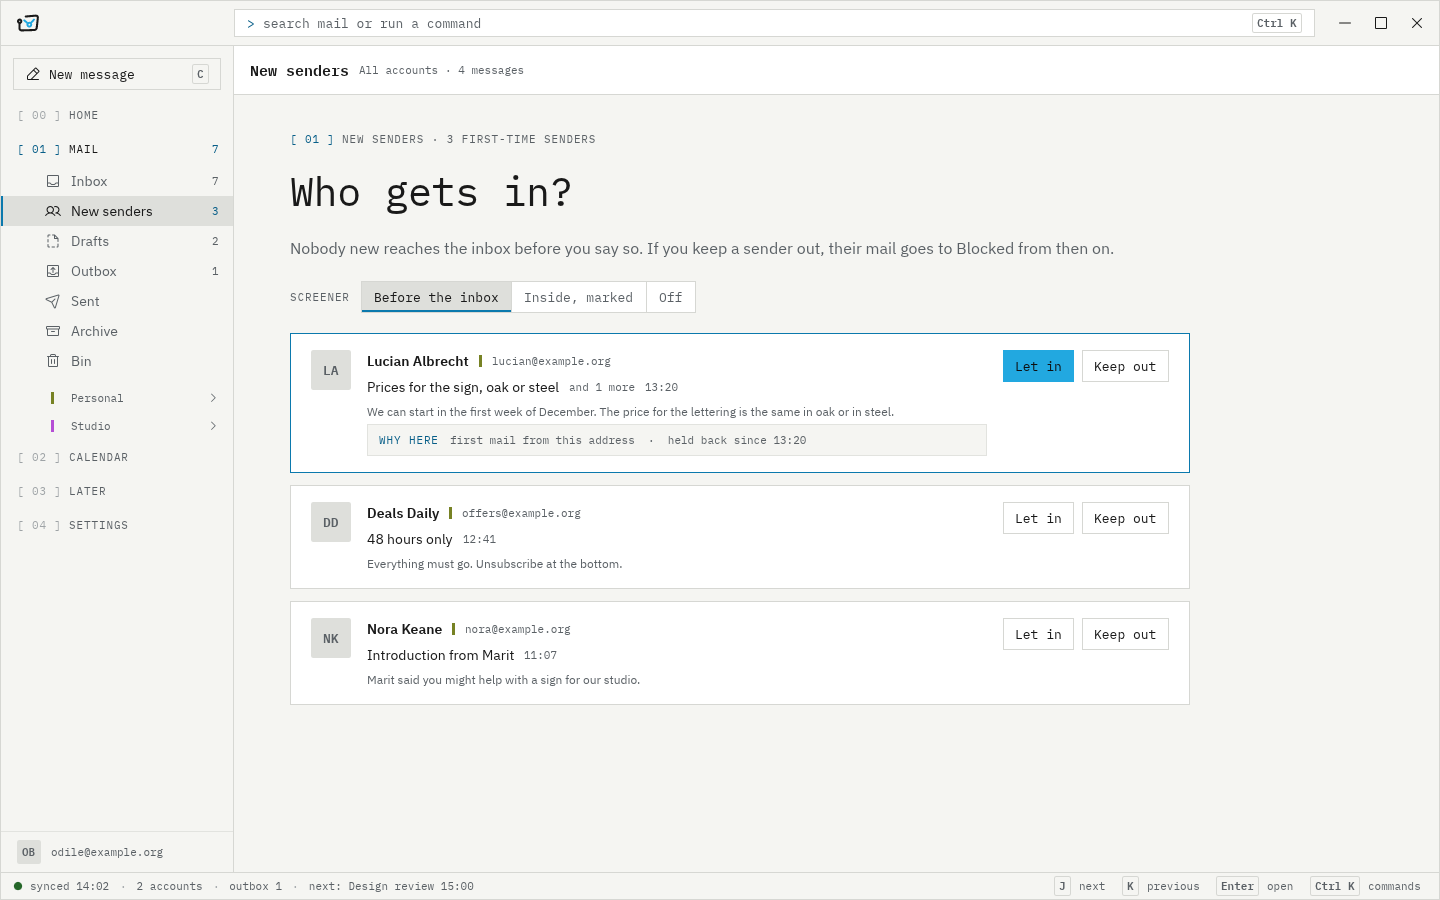 > search mail or run a command Ctrl K
New message C
[ 00 ] HOME
[ 01 ] MAIL 7
Inbox 7
New senders 3
Drafts 2
Outbox 1
Sent
Archive
Bin
Personal
Studio
[ 02 ] CALENDAR
[ 03 ] LATER
[ 04 ] SETTINGS
OB odile@example.org
New senders All accounts · 4 messages
[ 01 ] NEW SENDERS · 3 FIRST-TIME SENDERS
Who gets in?
Nobody new reaches the inbox before you say so. If you keep a sender out, their mail goes to Blocked from then on.
SCREENER Before the inbox Inside, marked Off
LA Lucian Albrecht lucian@example.org
Prices for the sign, oak or steel and 1 more 13:20
We can start in the first week of December. The price for the lettering is the same in oak or in steel.
WHY HERE first mail from this address · held back since 13:20
Let in Keep out
DD Deals Daily offers@example.org
48 hours only 12:41
Everything must go. Unsubscribe at the bottom.
Let in Keep out
NK Nora Keane nora@example.org
Introduction from Marit 11:07
Marit said you might help with a sign for our studio.
Let in Keep out
synced 14:02 · 2 accounts · outbox 1 · next: Design review 15:00
J next K previous Enter open Ctrl K commands